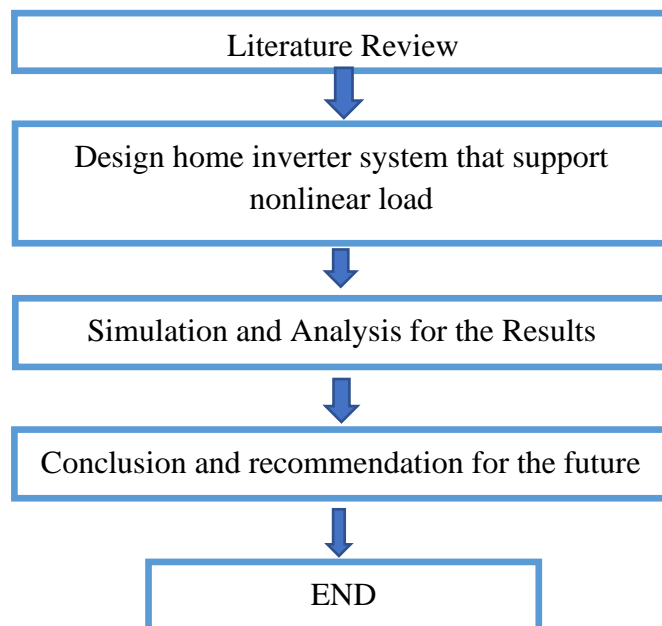 Literature Review
Design home inverter system that support
nonlinear load
Simulation and Analysis for the Results
Conclusion and recommendation for the future
END